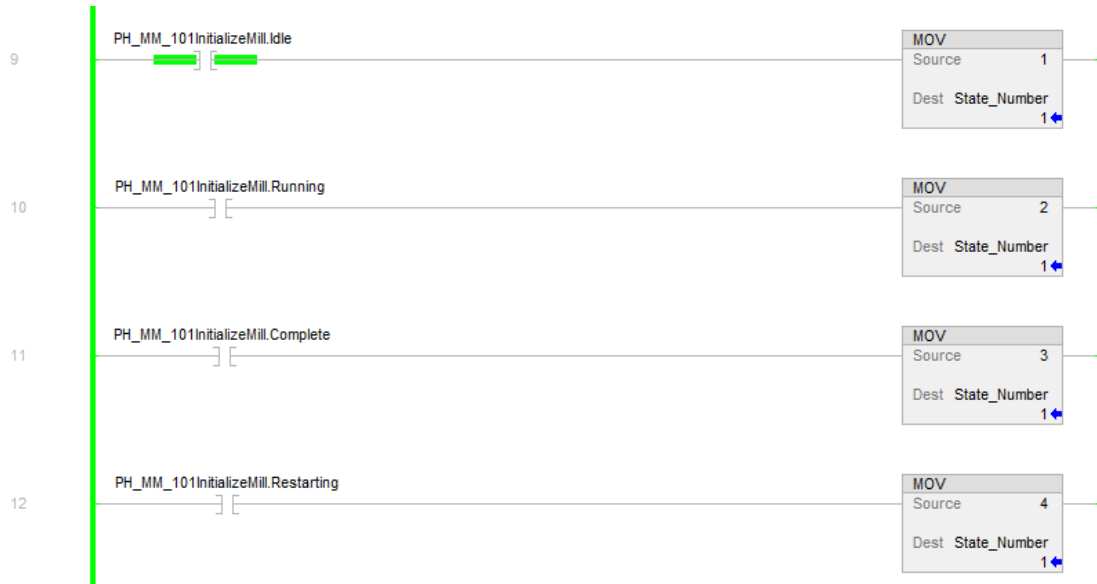 PH_MM_101InitializeMill.Idle
MOV
9
Source 1
Dest State_Number
1
PH_MM_101InitializeMill.Running
MOV
10
Source 2
Dest State_Number
1
PH_MM_101InitializeMill.Complete
MOV
11
Source 3
Dest State_Number
1
PH_MM_101InitializeMill.Restarting
MOV
12
Source 4
Dest State_Number
1